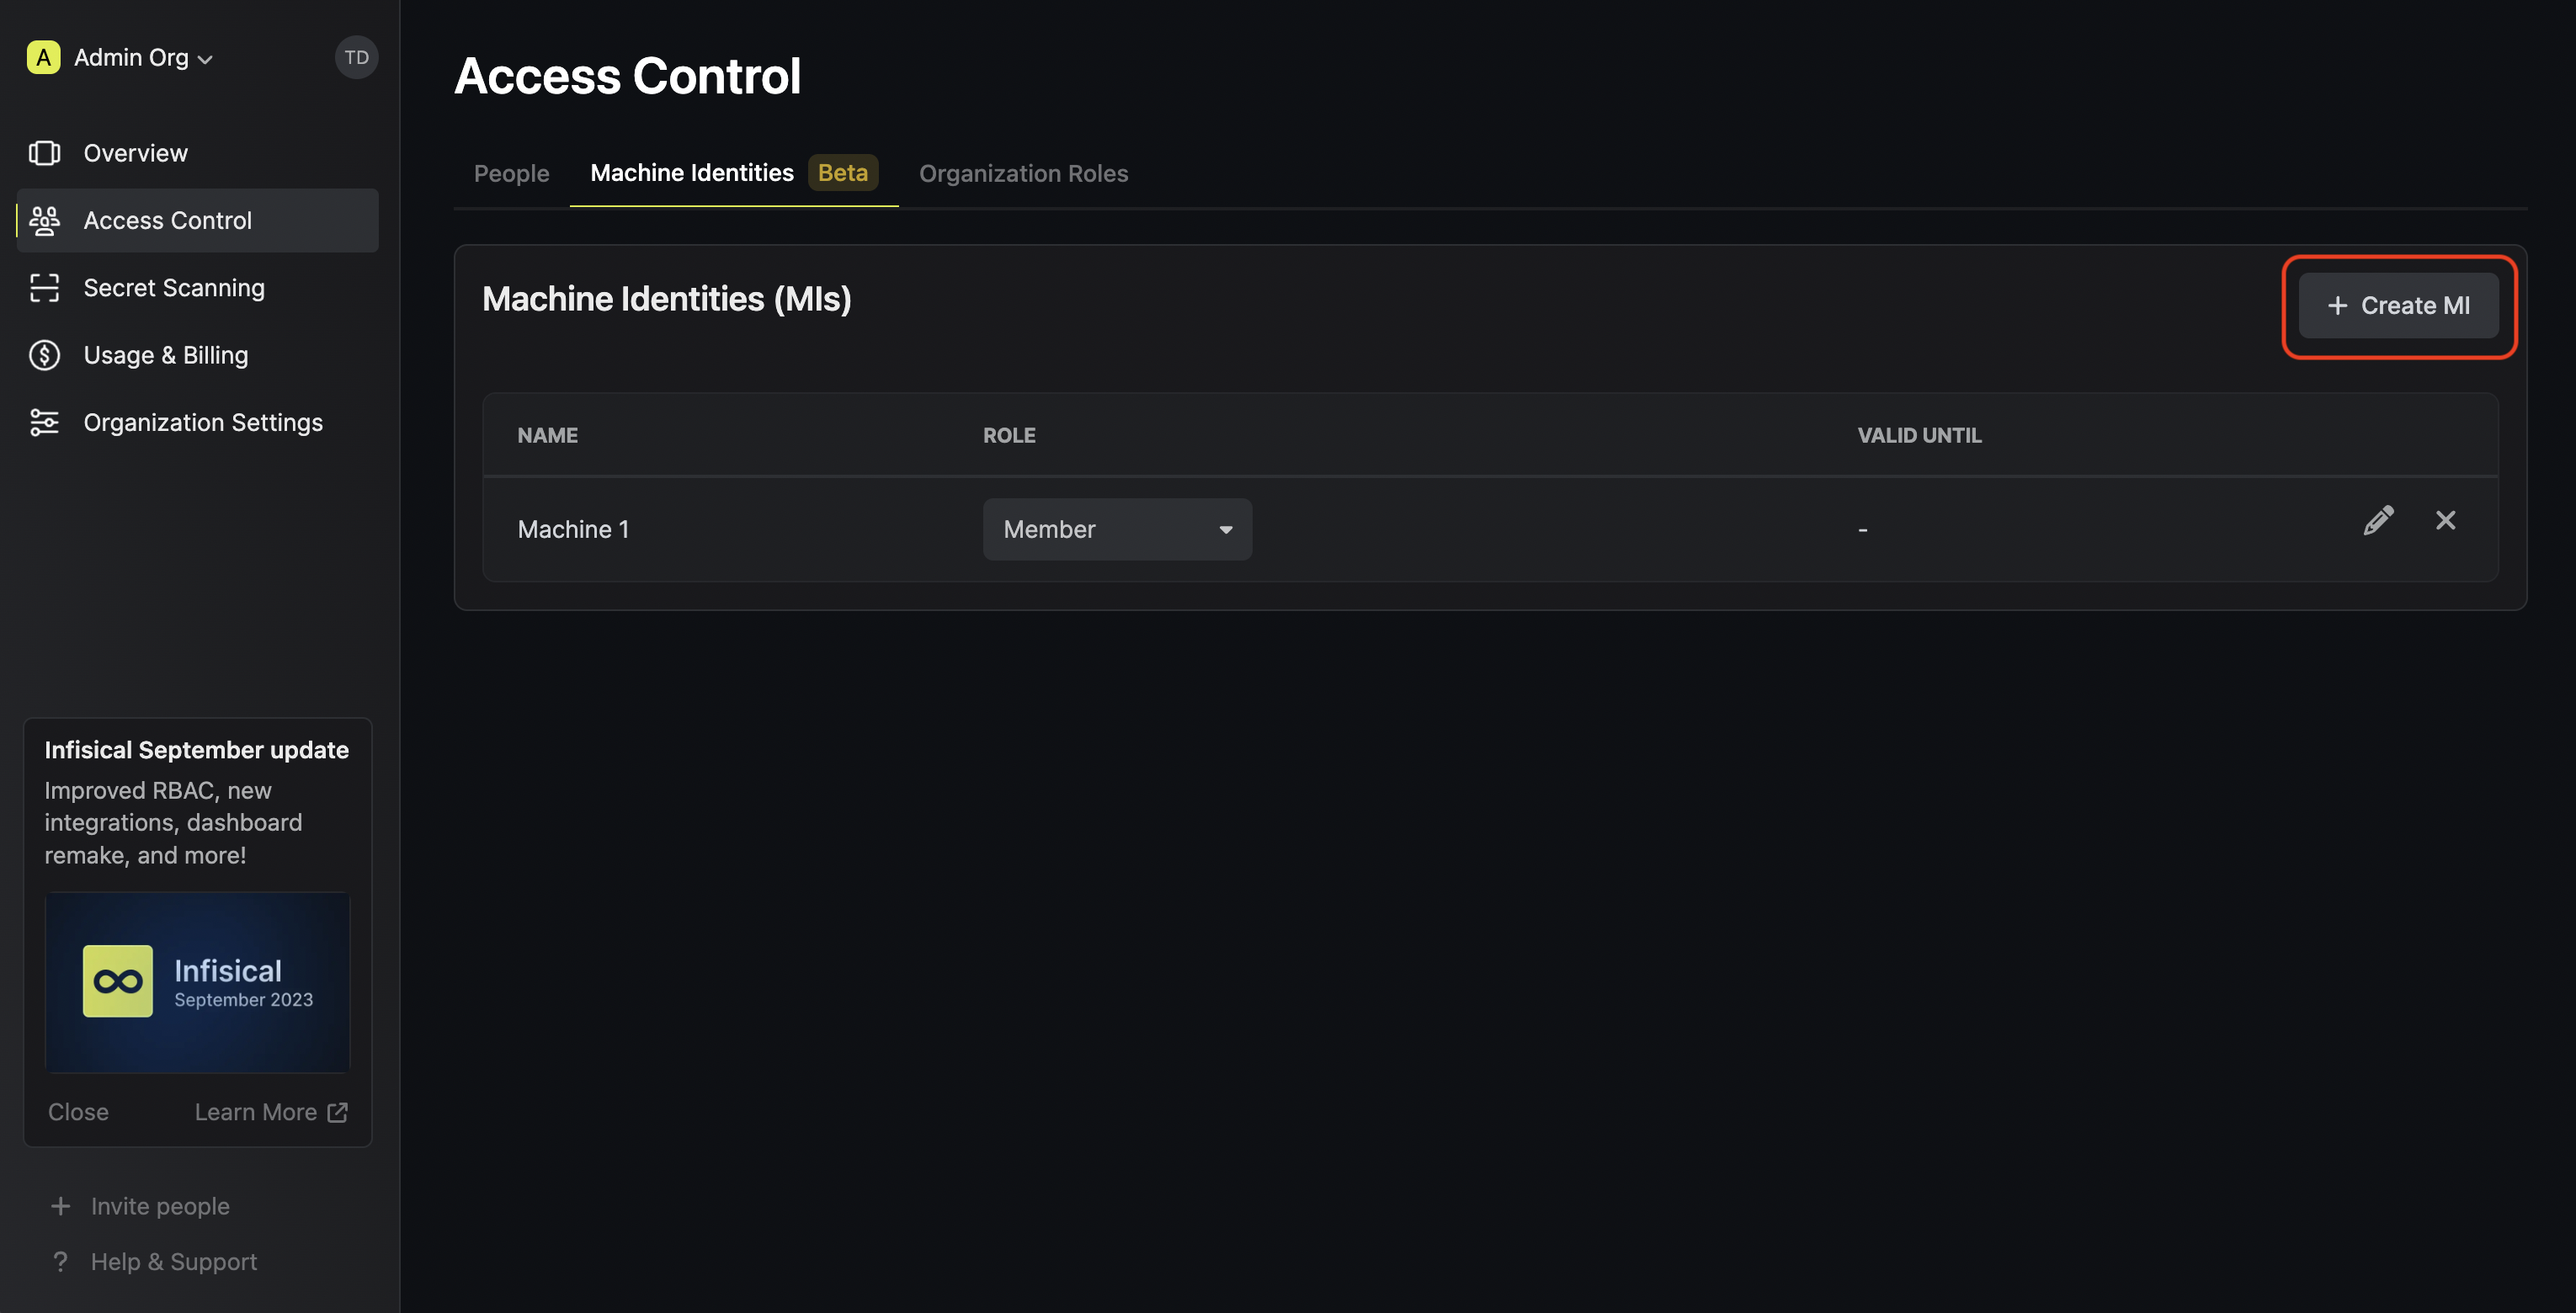 A Admin Org TD
Overview
Access Control
Secret Scanning
Usage & Billing
Organization Settings
Infisical September update
Improved RBAC, new
integrations, dashboard
remake, and more!
Infisical
September 2023
Close Learn More
+ Invite people
? Help & Support
Access Control
People Machine Identities Beta Organization Roles
Machine Identities (MIs)
+ Create MI
NAME ROLE VALID UNTIL
Machine 1 Member -